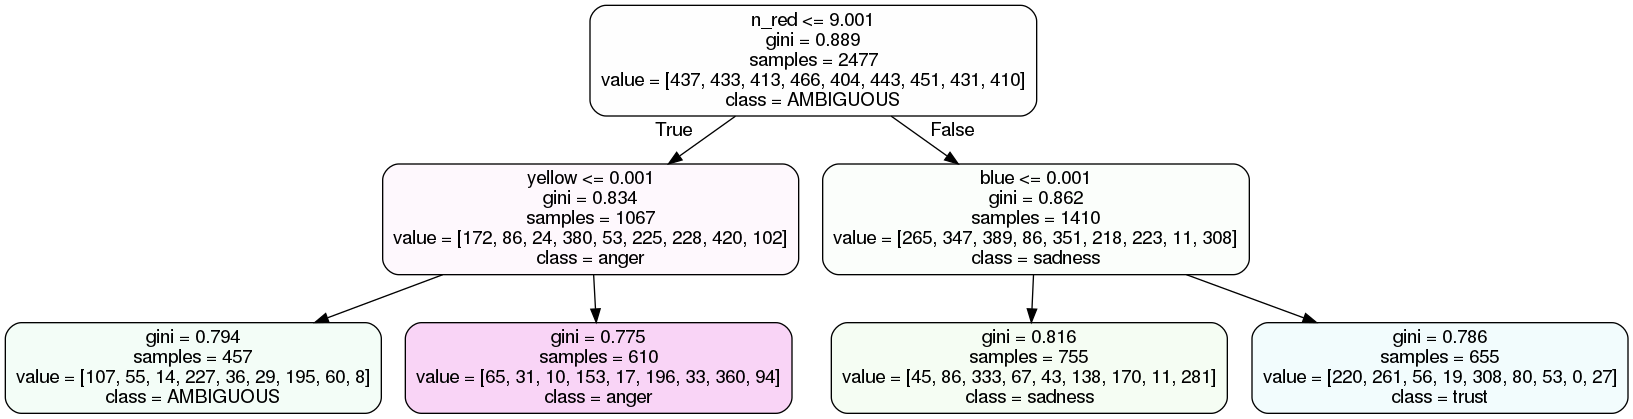 n_red <= 9.001
gini = 0.889
samples = 2477
value = [437, 433, 413, 466, 404, 443, 451, 431, 410]
class = AMBIGUOUS
True
False
yellow <= 0.001
gini = 0.834
samples = 1067
value = [172, 86, 24, 380, 53, 225, 228, 420, 102]
class = anger
blue <= 0.001
gini = 0.862
samples = 1410
value = [265, 347, 389, 86, 351, 218, 223, 11, 308]
class = sadness
gini = 0.794
samples = 457
value = [107, 55, 14, 227, 36, 29, 195, 60, 8]
class = AMBIGUOUS
gini = 0.775
samples = 610
value = [65, 31, 10, 153, 17, 196, 33, 360, 94]
class = anger
gini = 0.816
samples = 755
value = [45, 86, 333, 67, 43, 138, 170, 11, 281]
class = sadness
gini = 0.786
samples = 655
value = [220, 261, 56, 19, 308, 80, 53, 0, 27]
class = trust